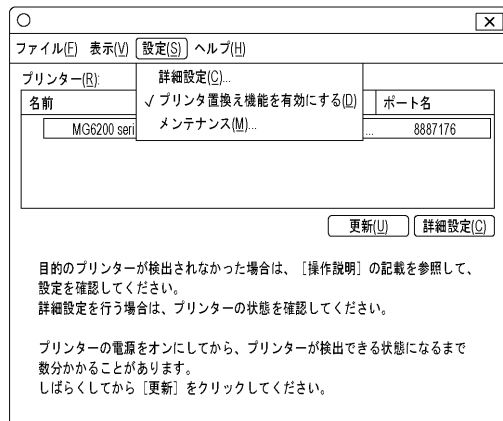 ファイル(F) 表示(V) 設定(S) ヘルプ(H)
プリンター(R):
詳細設定(C)...
✓ プリンタ置換え機能を有効にする(D)
メンテナンス(M)...
名前 ポート名
MG6200 seri ... 8887176
更新(U) 詳細設定(C)
目的のプリンターが検出されなかった場合は、[操作説明]の記載を参照して、
設定を確認してください。
詳細設定を行う場合は、プリンターの状態を確認してください。
プリンターの電源をオンにしてから、プリンターが検出できる状態になるまで
数分かかることがあります。
しばらくしてから[更新]をクリックしてください。